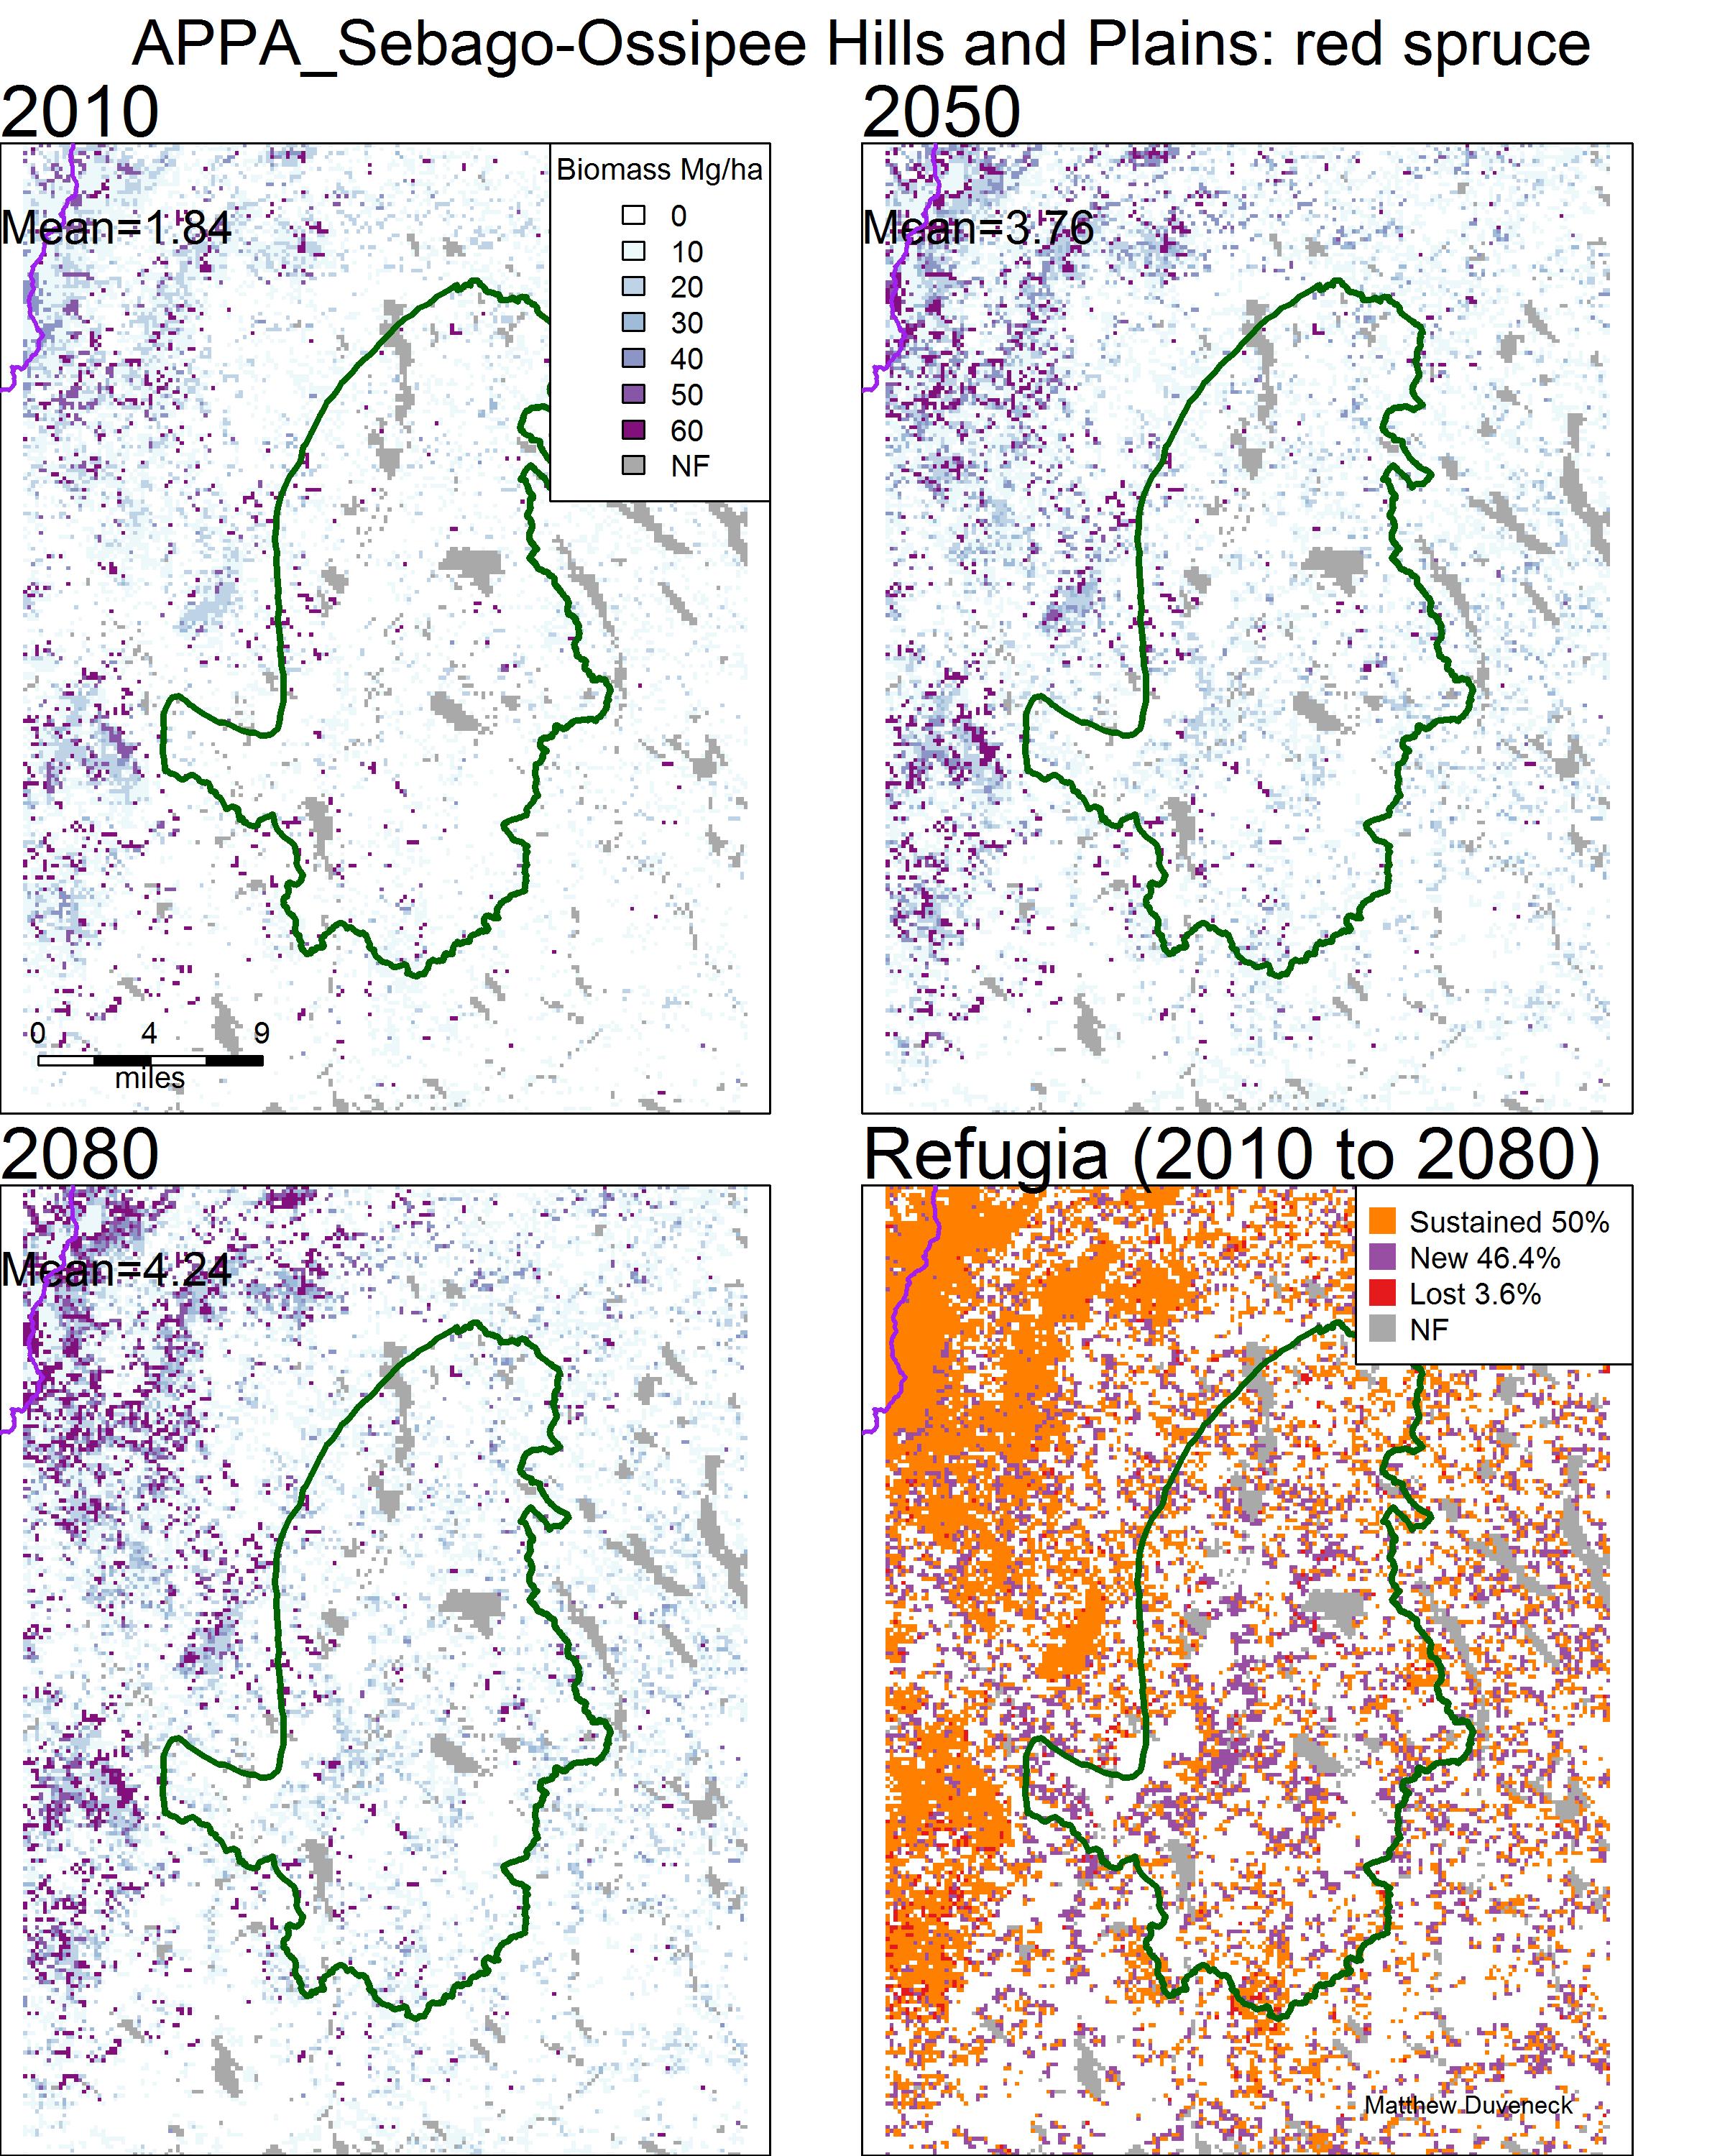 APPA_Sebago-Ossipee Hills and Plains: red spruce
2010
2050
Biomass Mg/ha
0
10
20
30
40
50
60
NF
Mean=1.84
Mean=3.76
0 4 9
miles
2080
Refugia (2010 to 2080)
Mean=4.24
Sustained 50%
New 46.4%
Lost 3.6%
NF
Matthew Duveneck